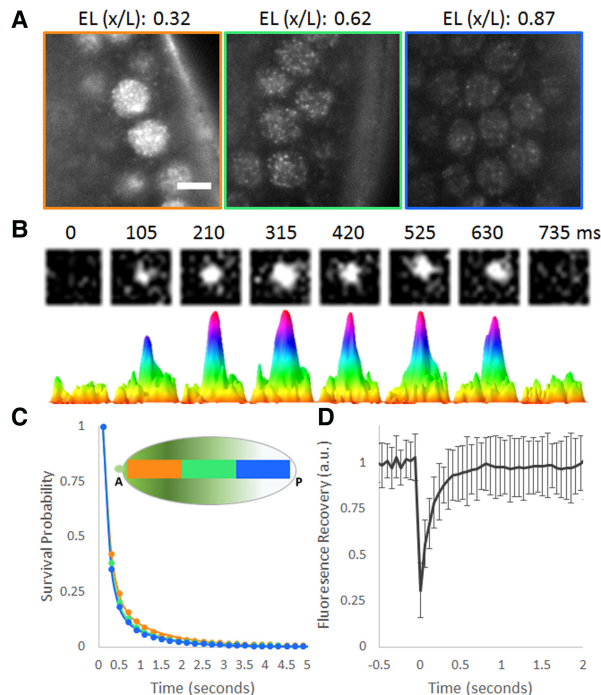 A
EL (x/L): 0.32 EL (x/L): 0.62 EL (x/L): 0.87
B
0 105 210 315 420 525 630 735 ms
C
D
1
0.75
0.5
0.25
0
Survival Probability
A P
0 0.5 1 1.5 2 2.5 3 3.5 4 4.5 5
Time (seconds)
1
0.75
0.5
0.25
0
Fluoresence Recovery (a.u.)
-0.5 0 0.5 1 1.5 2
Time (seconds)